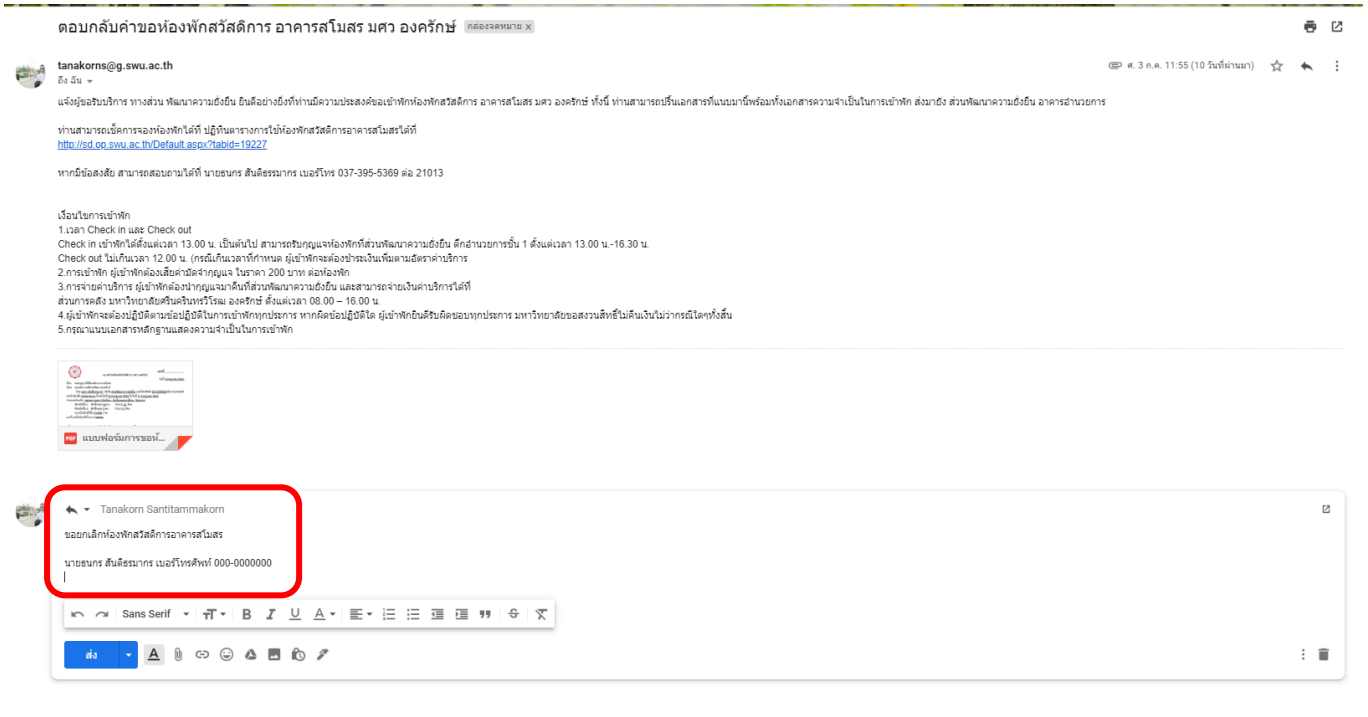 ตอบกลับคำขอห้องพักสวัสดิการ อาคารสโมสร มศว องครักษ์ กล่องจดหมาย x
tanakorns@g.swu.ac.th
ศ. 3 ก.ค. 11:55 (10 วันที่ผ่านมา)
ถึง ฉัน
แจ้งผู้ขอรับบริการ ทางส่วน พัฒนาความยั่งยืน ยินดีอย่างยิ่งที่ท่านมีความประสงค์ขอเข้าพักห้องพักสวัสดิการ อาคารสโมสร มศว องครักษ์ ทั้งนี้ ท่านสามารถปริ้นเอกสารที่แนบมานี้พร้อมทั้งเอกสารความจำเป็นในการเข้าพัก ส่งมายัง ส่วนพัฒนาความยั่งยืน อาคารอำนวยการ
ท่านสามารถเช็คการจองห้องพักได้ที่ ปฏิทินตารางการใช้ห้องพักสวัสดิการอาคารสโมสรได้ที่
http://sd.op.swu.ac.th/Default.aspx?tabid=19227
หากมีข้อสงสัย สามารถสอบถามได้ที่ นายธนกร สันติธรรมากร เบอร์โทร 037-395-5369 ต่อ 21013
เงื่อนไขการเข้าพัก
1.เวลา Check in และ Check out
Check in เข้าพักได้ตั้งแต่เวลา 13.00 น. เป็นต้นไป สามารถรับกุญแจห้องพักที่ส่วนพัฒนาความยั่งยืน ตึกอำนวยการชั้น 1 ตั้งแต่เวลา 13.00 น.-16.30 น.
Check out ไม่เกินเวลา 12.00 น. (กรณีเกินเวลาที่กำหนด ผู้เข้าพักจะต้องชำระเงินเพิ่มตามอัตราค่าบริการ
2.การเข้าพัก ผู้เข้าพักต้องเสียค่ามัดจำกุญแจ ในราคา 200 บาท ต่อห้องพัก
3.การจ่ายค่าบริการ ผู้เข้าพักต้องนำกุญแจมาคืนที่ส่วนพัฒนาความยั่งยืน และสามารถจ่ายเงินค่าบริการได้ที่
ส่วนการคลัง มหาวิทยาลัยศรีนครินทรวิโรฒ องครักษ์ ตั้งแต่เวลา 08.00 – 16.00 น.
4.ผู้เข้าพักจะต้องปฏิบัติตามข้อปฏิบัติในการเข้าพักทุกประการ หากผิดข้อปฏิบัติใด ผู้เข้าพักยินดีรับผิดชอบทุกประการ มหาวิทยาลัยขอสงวนสิทธิ์ไม่คืนเงินไม่ว่ากรณีใดๆทั้งสิ้น
5.กรุณาแนบเอกสารหลักฐานแสดงความจำเป็นในการเข้าพัก
PDF แบบฟอร์มการขอห้...
Tanakorn Santitammakorn
ขอยกเลิกห้องพักสวัสดิการอาคารสโมสร
นายธนกร สันติธรมากร เบอร์โทรศัพท์ 000-0000000
Sans Serif
ส่ง